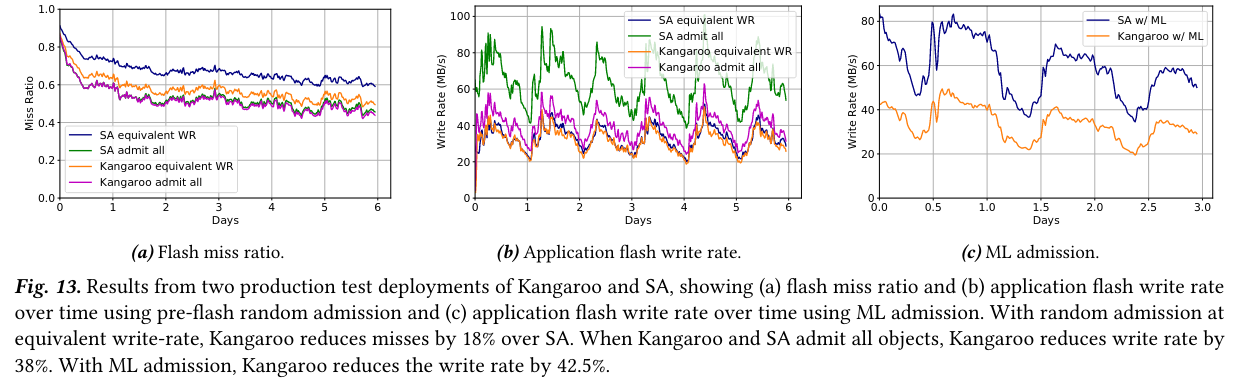 1.0
0.8
0.6
0.4
0.2
0.0
Miss Ratio
SA equivalent WR
SA admit all
Kangaroo equivalent WR
Kangaroo admit all
0 1 2 3 4 5 6
Days
(a) Flash miss ratio.
100
80
60
40
20
0
Write Rate (MB/s)
SA equivalent WR
SA admit all
Kangaroo equivalent WR
Kangaroo admit all
0 1 2 3 4 5 6
Days
(b) Application flash write rate.
80
60
40
20
0
Write Rate (MB/s)
SA w/ ML
Kangaroo w/ ML
0.0 0.5 1.0 1.5 2.0 2.5 3.0
Days
(c) ML admission.
Fig. 13. Results from two production test deployments of Kangaroo and SA, showing (a) flash miss ratio and (b) application flash write rate
over time using pre-flash random admission and (c) application flash write rate over time using ML admission. With random admission at
equivalent write-rate, Kangaroo reduces misses by 18% over SA. When Kangaroo and SA admit all objects, Kangaroo reduces write rate by
38%. With ML admission, Kangaroo reduces the write rate by 42.5%.